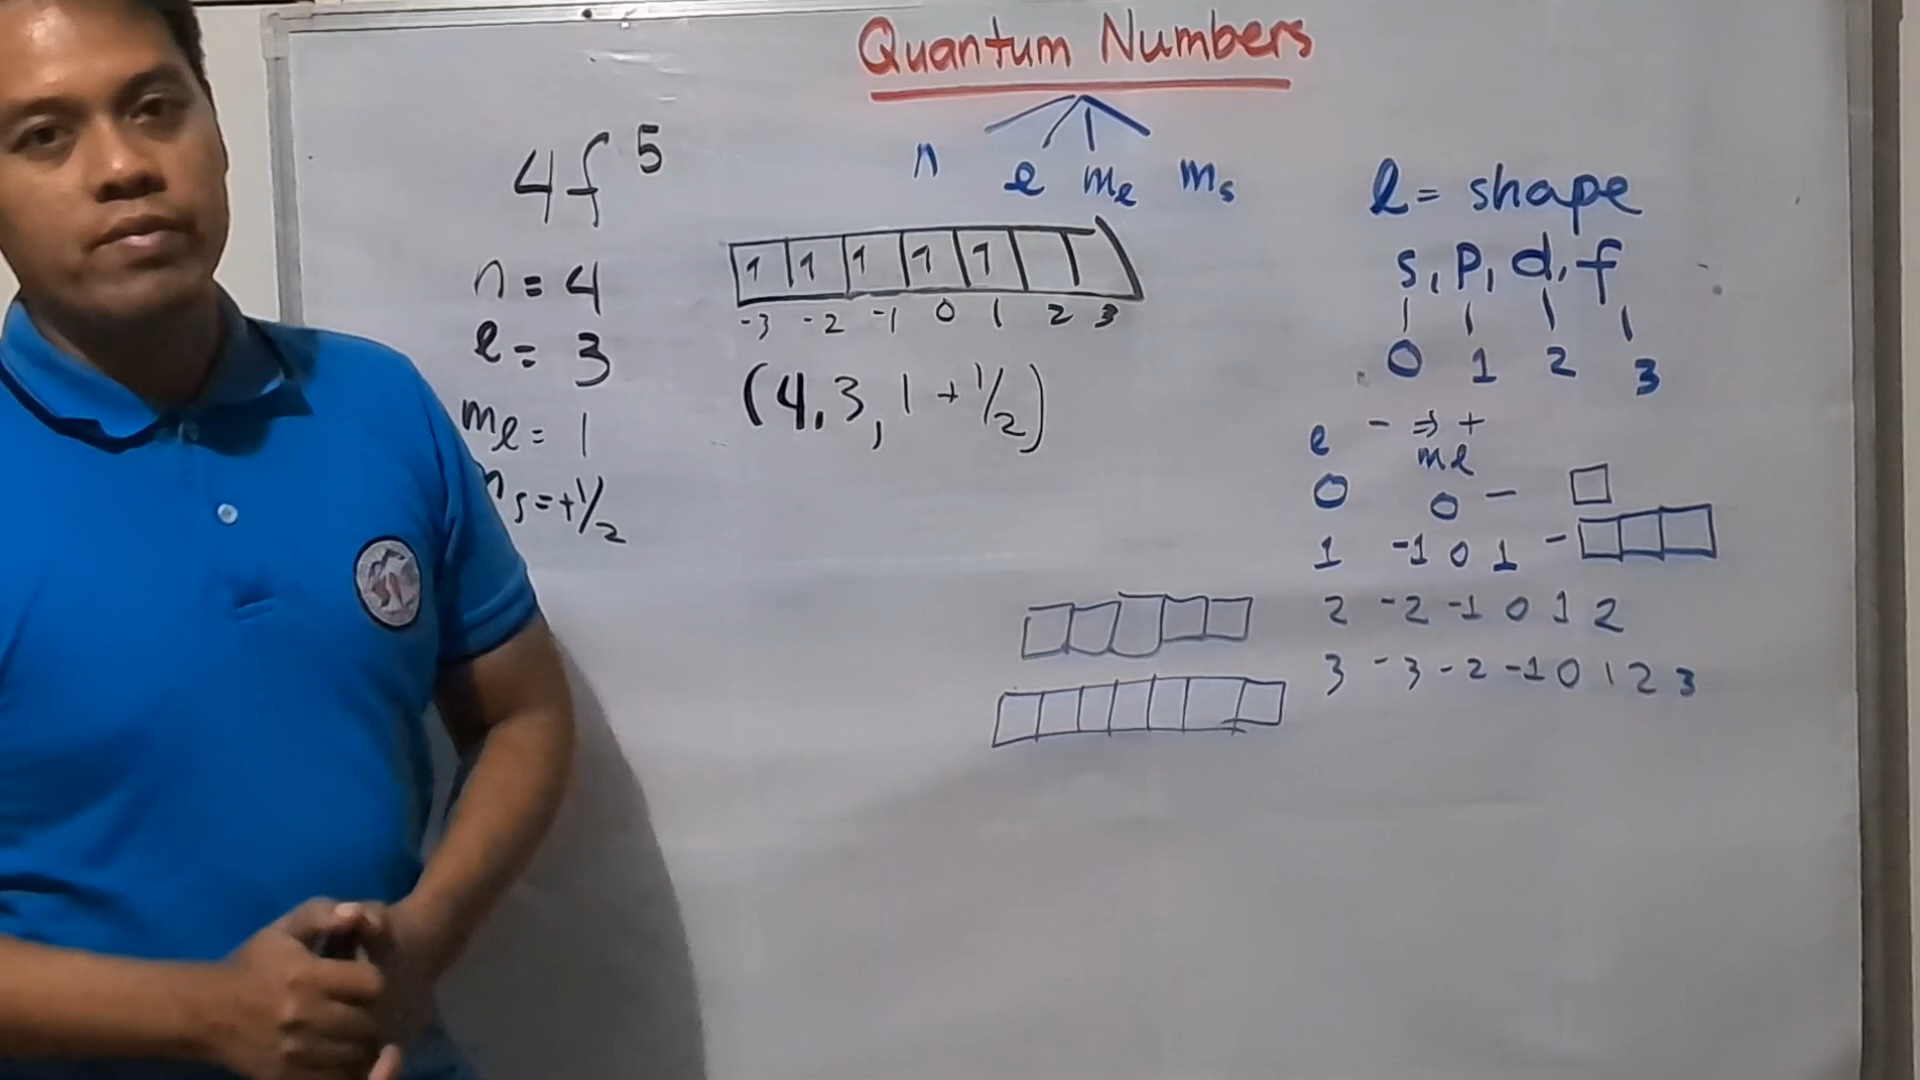 Quantum Numbers
n l ml ms
4f5
n = 4
l = 3
ml = 1
s = +1/2
1 1 1 1 1
-3 -2 -1 0 1 2 3
(4, 3, 1 + 1/2)
l = shape
s, p, d, f
0 1 2 3
- ⇒ +
l ml
0 0 -
1 -1 0 1 -
2 -2 -1 0 1 2
3 -3 -2 -1 0 1 2 3